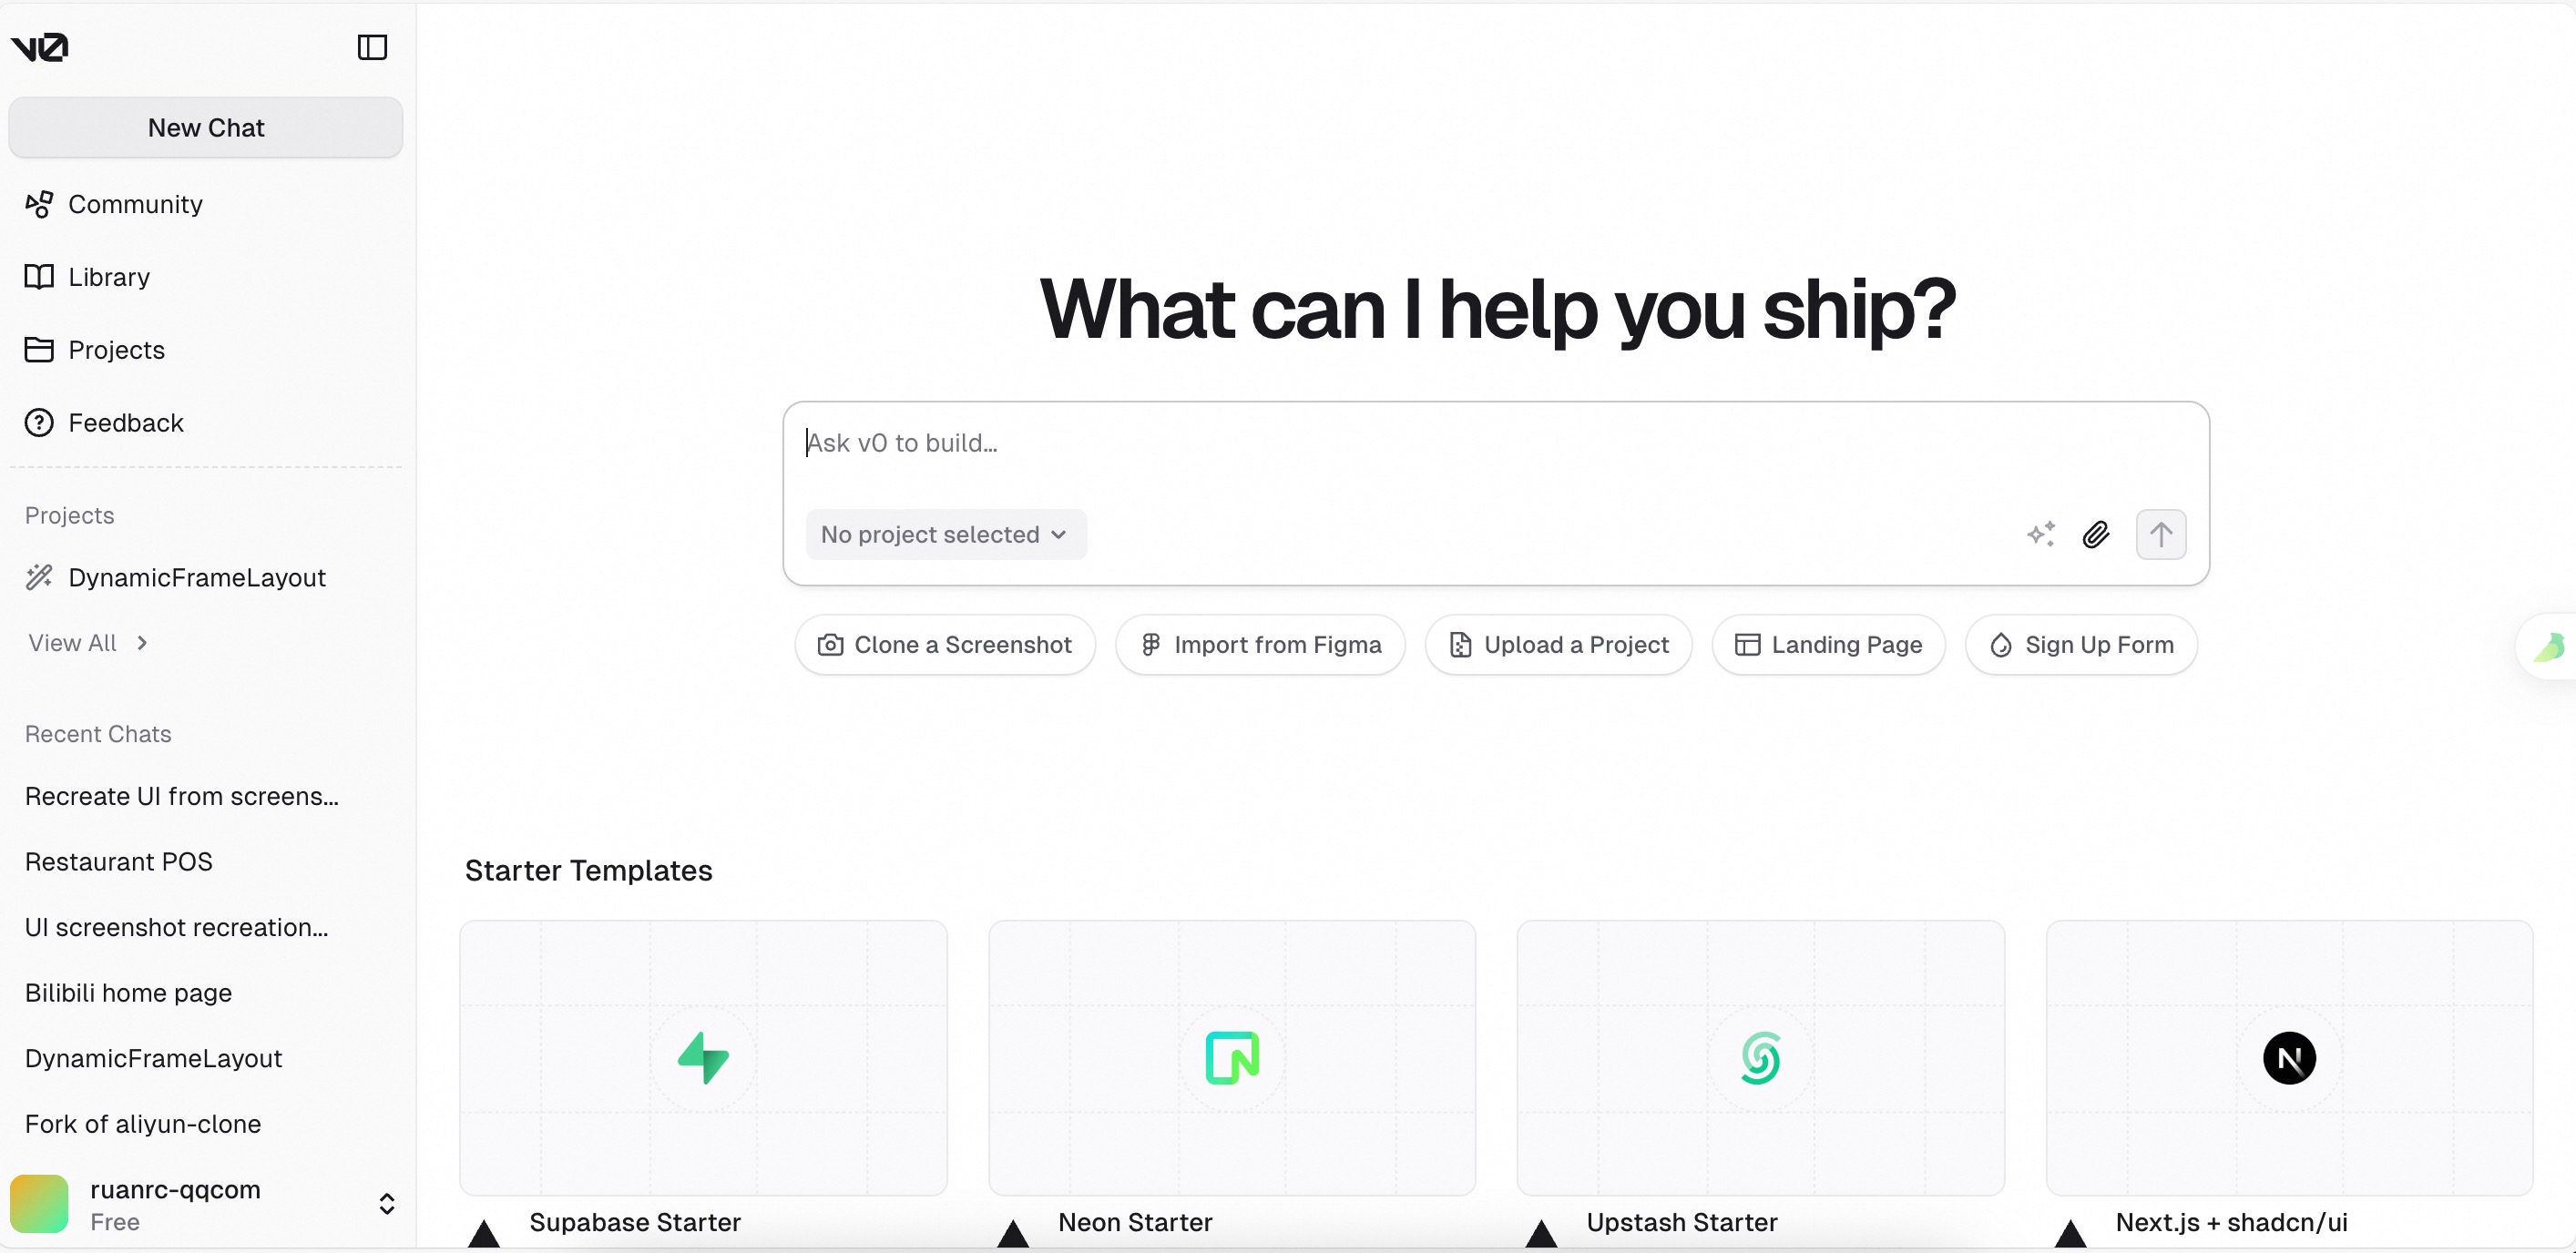 v0
New Chat
Community
Library
Projects
Feedback
Projects
DynamicFrameLayout
View All
Recent Chats
Recreate UI from screens...
Restaurant POS
UI screenshot recreation...
Bilibili home page
DynamicFrameLayout
Fork of aliyun-clone
ruanrc-qqcom
Free
What can I help you ship?
Ask v0 to build...
No project selected
Clone a Screenshot
Import from Figma
Upload a Project
Landing Page
Sign Up Form
Starter Templates
Supabase Starter
Neon Starter
Upstash Starter
Next.js + shadcn/ui